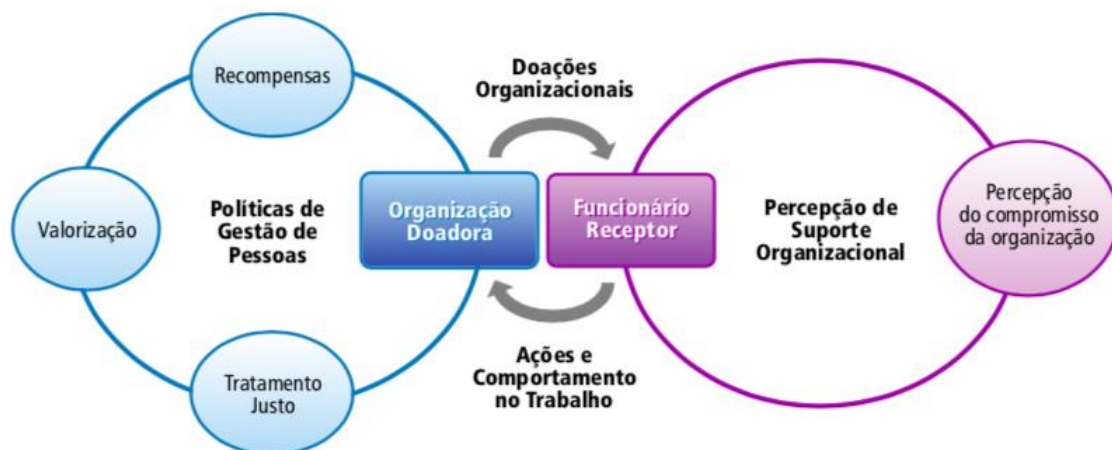 Recompensas
Doações
Organizacionais
Valorização
Políticas de
Gestão de
Pessoas
Organização
Doadora
Funcionário
Receptor
Percepção de
Suporte
Organizacional
Percepção
do compromisso
da organização
Tratamento
Justo
Ações e
Comportamento
no Trabalho